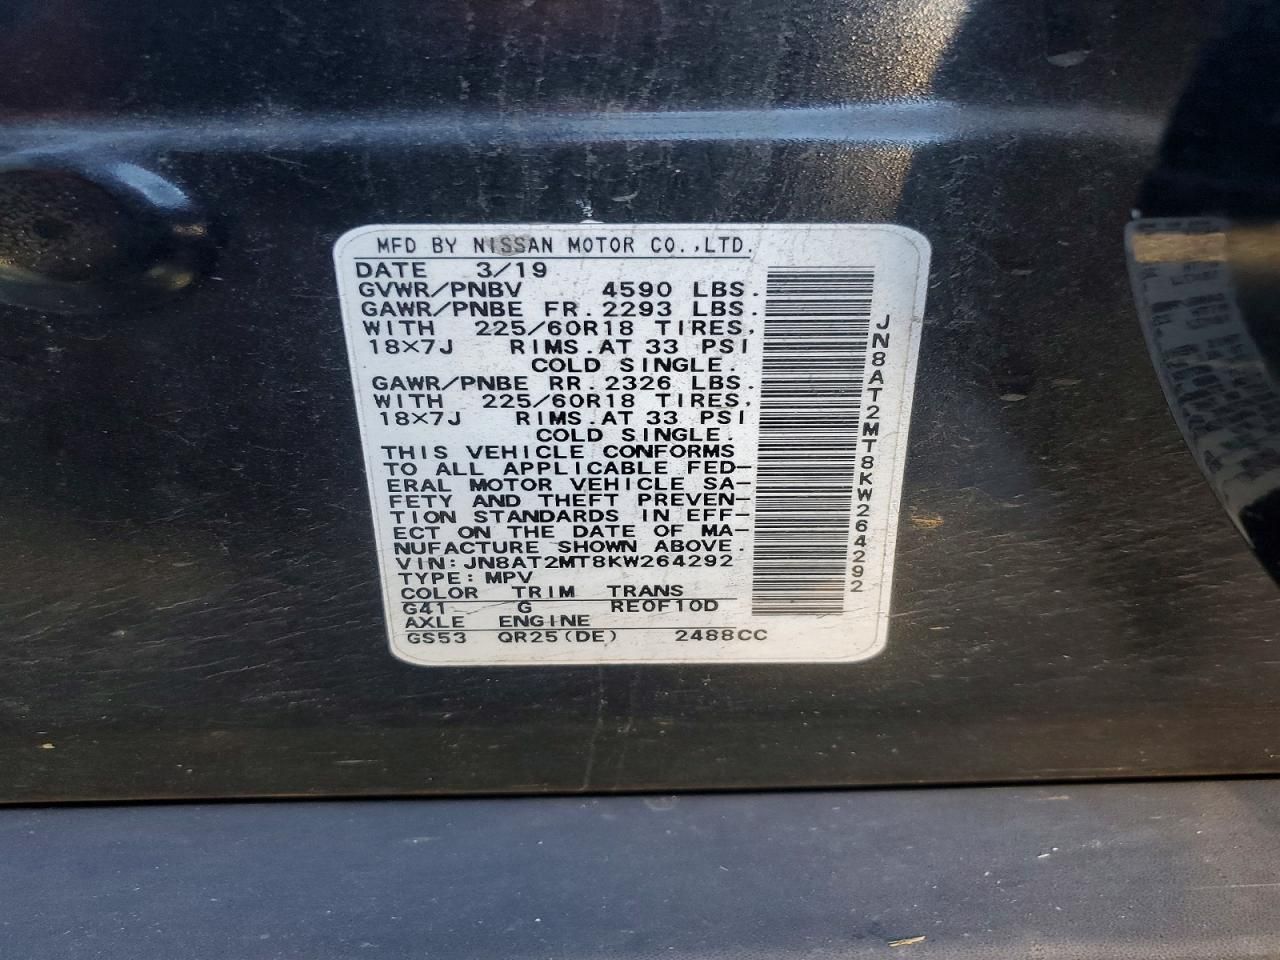 MFD BY NISSAN MOTOR CO.,LTD.
DATE 3/19
GVWR/PNBV 4590 LBS.
GAWR/PNBE FR.2293 LBS.
WITH 225/60R18 TIRES,
18×7J RIMS.AT 33 PSI
COLD SINGLE.
GAWR/PNBE RR.2326 LBS.
WITH 225/60R18 TIRES,
18×7J RIMS.AT 33 PSI
COLD SINGLE.
THIS VEHICLE CONFORMS
TO ALL APPLICABLE FED-
ERAL MOTOR VEHICLE SA-
FETY AND THEFT PREVEN-
TION STANDARDS IN EFF-
ECT ON THE DATE OF MA-
NUFACTURE SHOWN ABOVE.
VIN:JN8AT2MT8KW264292
TYPE:MPV
COLOR TRIM TRANS
G41 G RE0F10D
AXLE ENGINE
GS53 QR25(DE) 2488CC
JN8AT2MT8KW264292